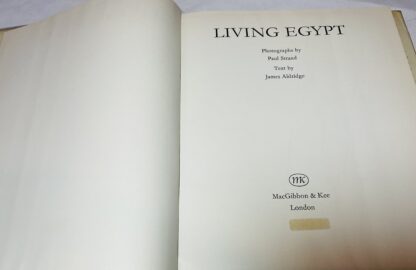 LIVING EGYPT
Photographs by
Paul Strand
Text by
James Aldridge
MK
MacGibbon & Kee
London